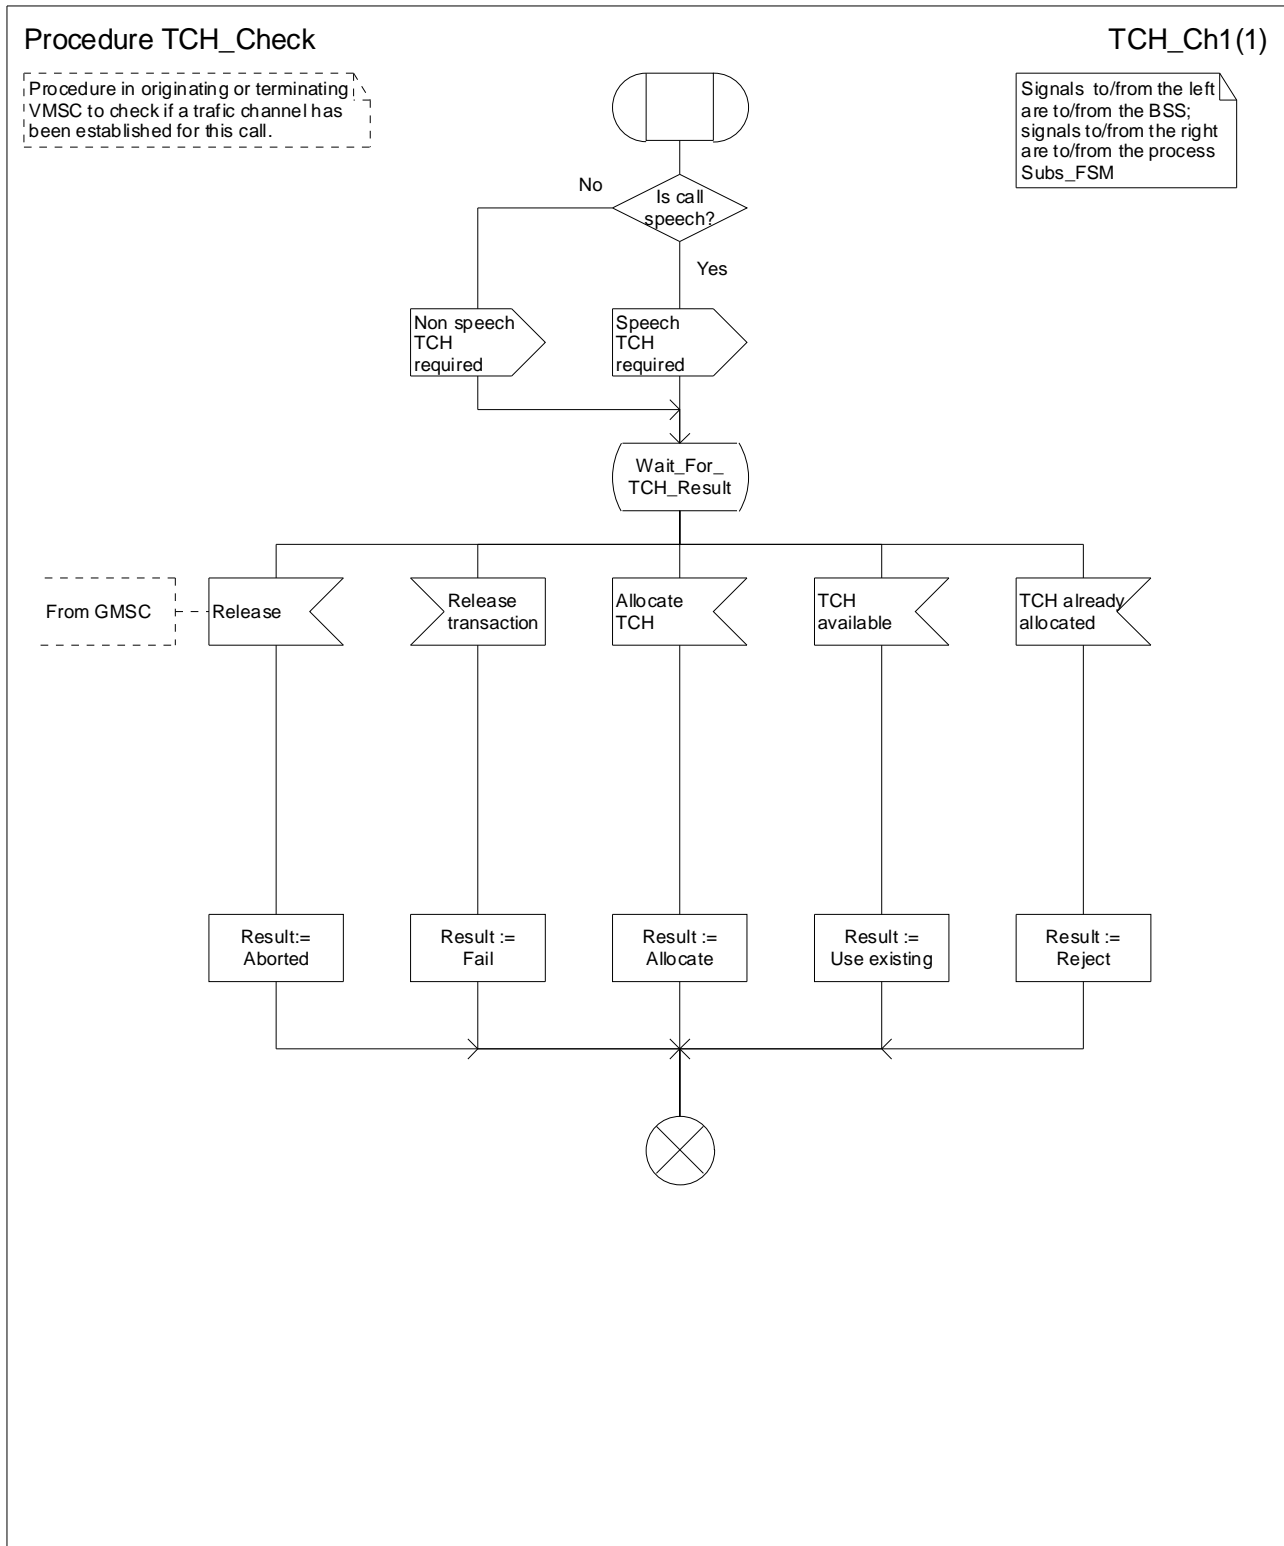 Procedure TCH_Check
TCH_Ch1(1)
Procedure in originating or terminating
VMSC to check if a trafic channel has
been established for this call.
Signals to/from the left
are to/from the BSS;
signals to/from the right
are to/from the process
Subs_FSM
No
Is call
speech?
Yes
Non speech
TCH
required
Speech
TCH
required
Wait_For_
TCH_Result
From GMSC
Release
Release
transaction
Allocate
TCH
TCH
available
TCH already
allocated
Result:=
Aborted
Result :=
Fail
Result :=
Allocate
Result :=
Use existing
Result :=
Reject